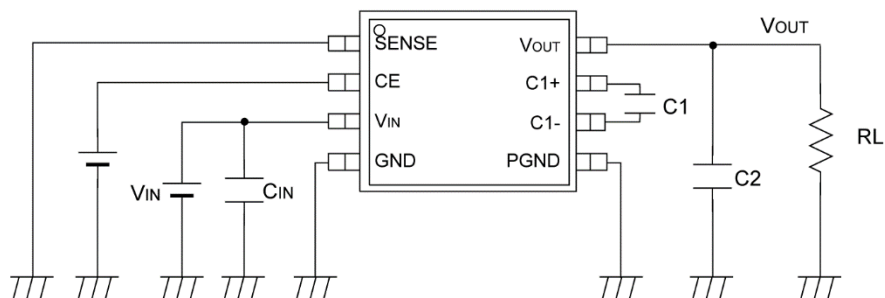 SENSE
CE
VIN
GND
VOUT
C1+
C1-
PGND
VOUT
C1
RL
C2
VIN
CIN